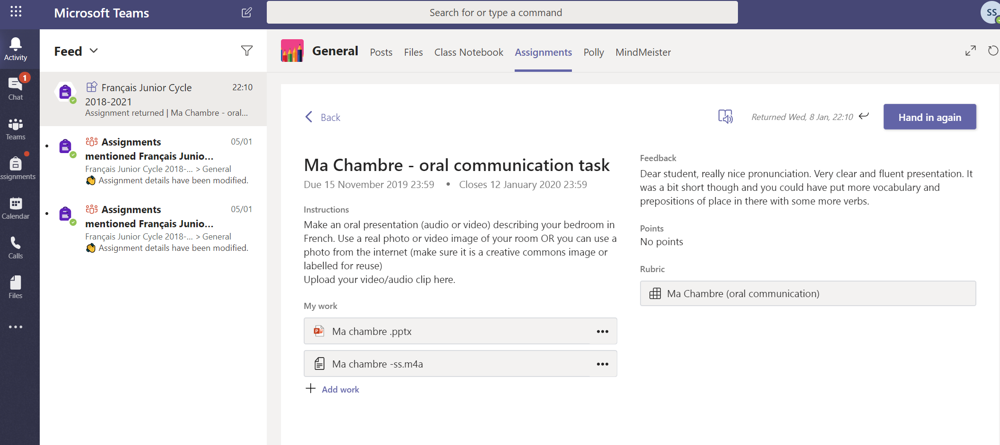 Microsoft Teams
Search for or type a command
SS
Activity
1
Chat
Teams
ssignments
Calendar
Calls
Files
Feed
Français Junior Cycle 22:10
2018-2021
Assignment returned | Ma Chambre - oral...
Assignments 05/01
mentioned Français Junio...
Français Junior Cycle 2018-... > General
Assignment details have been modified.
Assignments 05/01
mentioned Français Junio...
Français Junior Cycle 2018-... > General
Assignment details have been modified.
General Posts Files Class Notebook Assignments Polly MindMeister
Back
Returned Wed, 8 Jan, 22:10
Hand in again
Ma Chambre - oral communication task
Due 15 November 2019 23:59 • Closes 12 January 2020 23:59
Instructions
Make an oral presentation (audio or video) describing your bedroom in
French. Use a real photo or video image of your room OR you can use a
photo from the internet (make sure it is a creative commons image or
labelled for reuse)
Upload your video/audio clip here.
My work
Ma chambre .pptx
Ma chambre -ss.m4a
Add work
Feedback
Dear student, really nice pronunciation. Very clear and fluent presentation. It
was a bit short though and you could have put more vocabulary and
prepositions of place in there with some more verbs.
Points
No points
Rubric
Ma Chambre (oral communication)